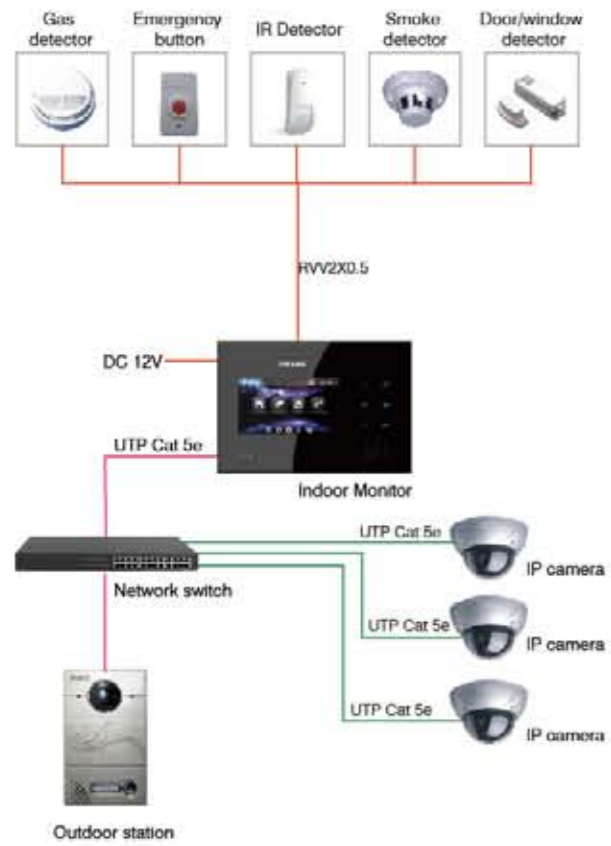 Gas
detector
Emergency
button
IR Detector
Smoke
detector
Door/window
detector
RVV2X0.5
DC 12V
UTP Cat 5e
Indoor Monitor
UTP Cat 5e
IP camera
Network switch
UTP Cat 5e
IP camera
UTP Cat 5e
IP camera
Outdoor station